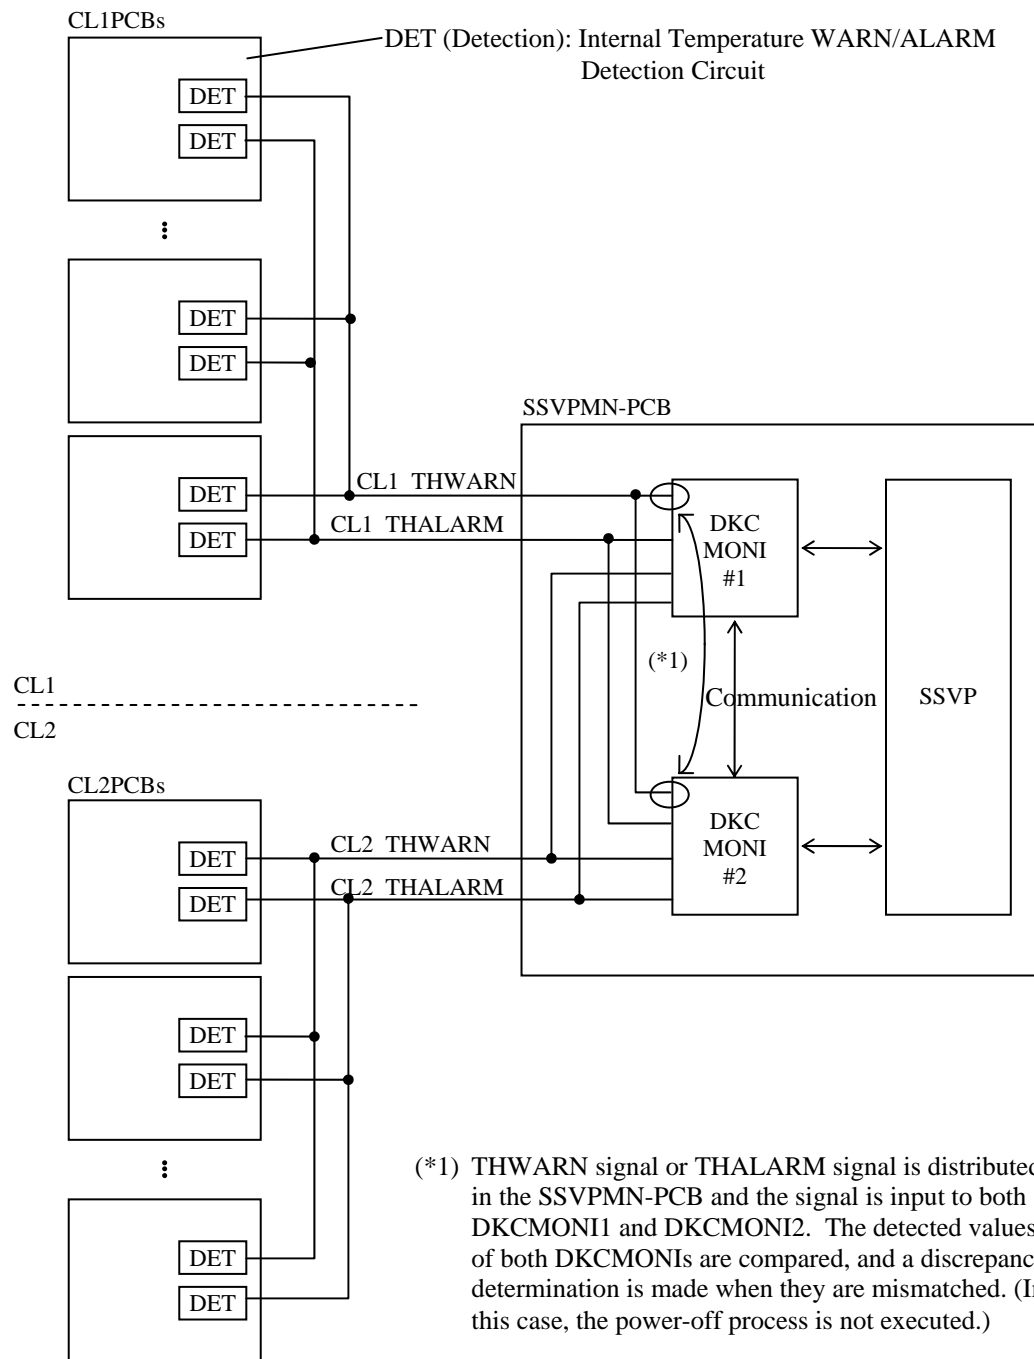 CL1PCBs
DET (Detection): Internal Temperature WARN/ALARM
Detection Circuit
DET
DET
DET
DET
SSVPMN-PCB
DET
CL1 THWARN
DET
CL1 THALARM
DKC
MONI
#1
(*1)
Communication
SSVP
CL1
CL2
CL2PCBs
DET
CL2 THWARN
DET
CL2 THALARM
DKC
MONI
#2
DET
DET
(*1) THWARN signal or THALARM signal is distributed
in the SSVPMN-PCB and the signal is input to both
DKCMONI1 and DKCMONI2. The detected values
of both DKCMONIs are compared, and a discrepanc
determination is made when they are mismatched. (I
this case, the power-off process is not executed.)
DET
DET